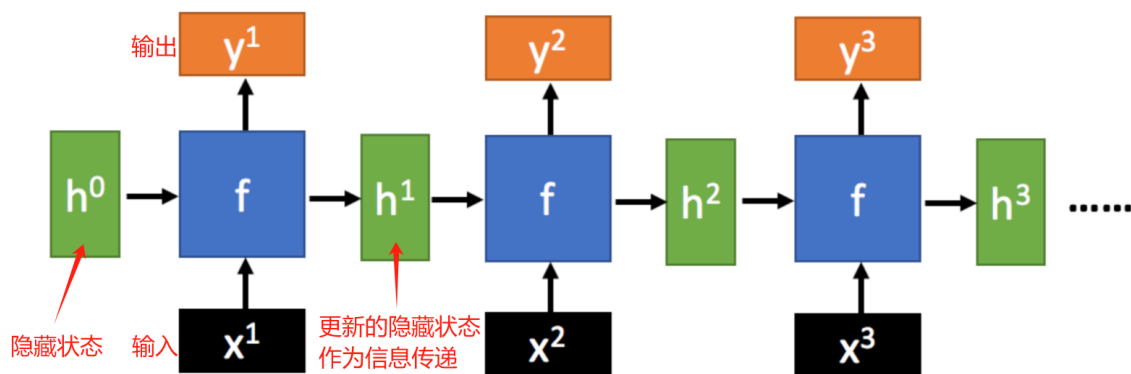 输出 y¹ y² y³
h⁰ f h¹ f h² f h³ ......
隐藏状态 输入 x¹ 更新的隐藏状态 x² x³
作为信息传递